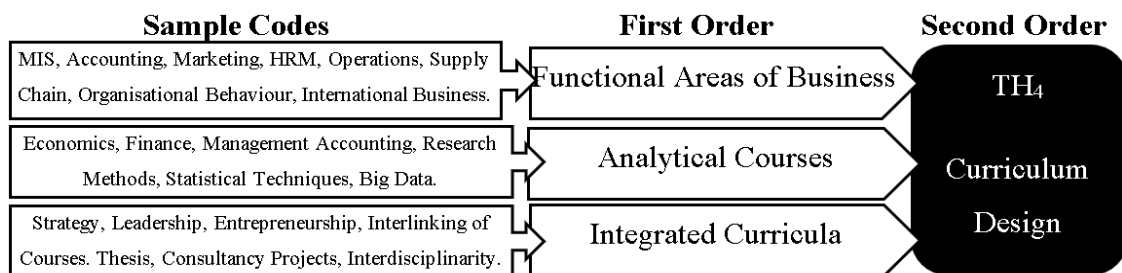 Sample Codes
First Order
Second Order
MIS, Accounting, Marketing, HRM, Operations, Supply
Chain, Organisational Behaviour, International Business.
Functional Areas of Business
Economics, Finance, Management Accounting, Research
Methods, Statistical Techniques, Big Data.
Analytical Courses
Strategy, Leadership, Entrepreneurship, Interlinking of
Courses. Thesis, Consultancy Projects, Interdisciplinarity.
Integrated Curricula
TH₄
Curriculum
Design